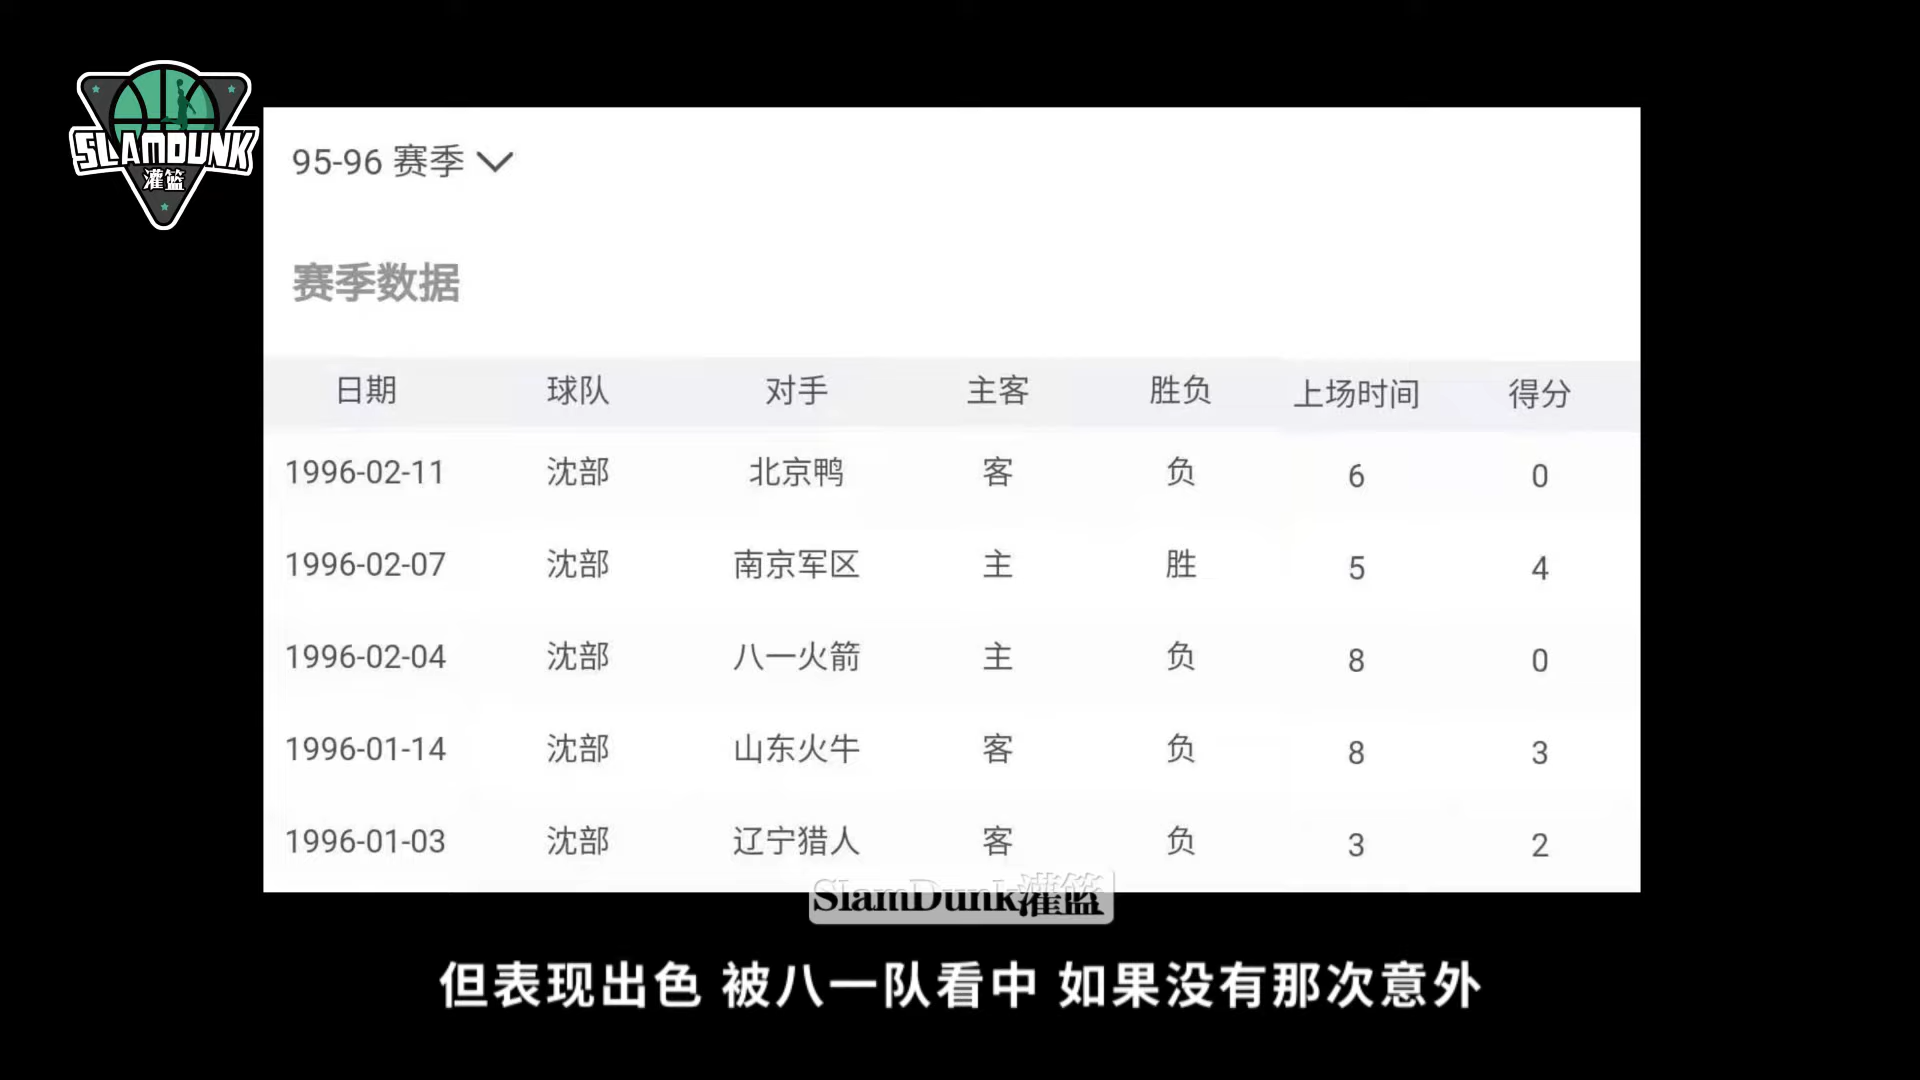 SLAMDUNK
灌篮
95-96 赛季
赛季数据
日期 球队 对手 主客 胜负 上场时间 得分
1996-02-11 沈部 北京鸭 客 负 6 0
1996-02-07 沈部 南京军区 主 胜 5 4
1996-02-04 沈部 八一火箭 主 负 8 0
1996-01-14 沈部 山东火牛 客 负 8 3
1996-01-03 沈部 辽宁猎人 客 负 3 2
SlamDunk灌篮
但表现出色 被八一队看中 如果没有那次意外